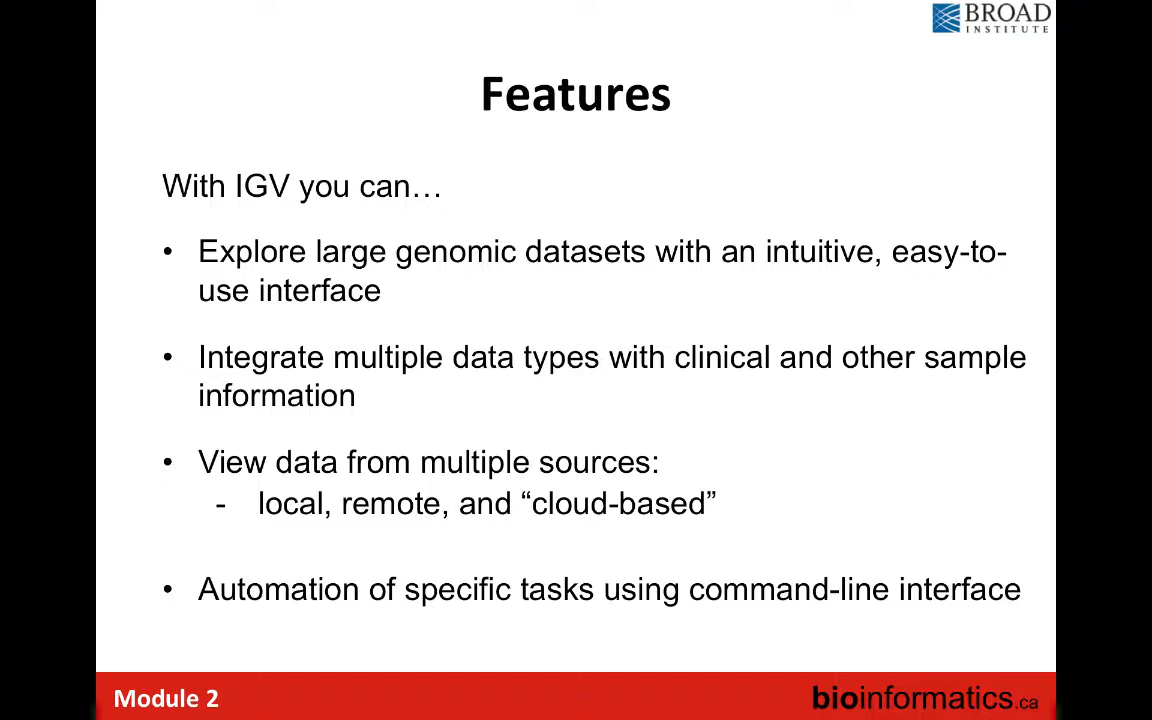 BROAD
INSTITUTE
Features
With IGV you can…
• Explore large genomic datasets with an intuitive, easy-to-
use interface
• Integrate multiple data types with clinical and other sample
information
• View data from multiple sources:
- local, remote, and “cloud-based”
• Automation of specific tasks using command-line interface
Module 2
bioinformatics.ca